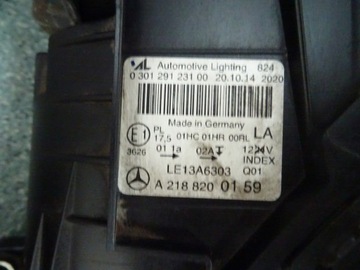 AL Automotive Lighting 824
0 301 291 231 00 20.10.14 2020
Made in Germany
E1 PL 01HC 01HR 00RL LA
17,5
3626 01 1a 02A 12 V
INDEX
LE13A6303 Q01
A 218 820 01 59